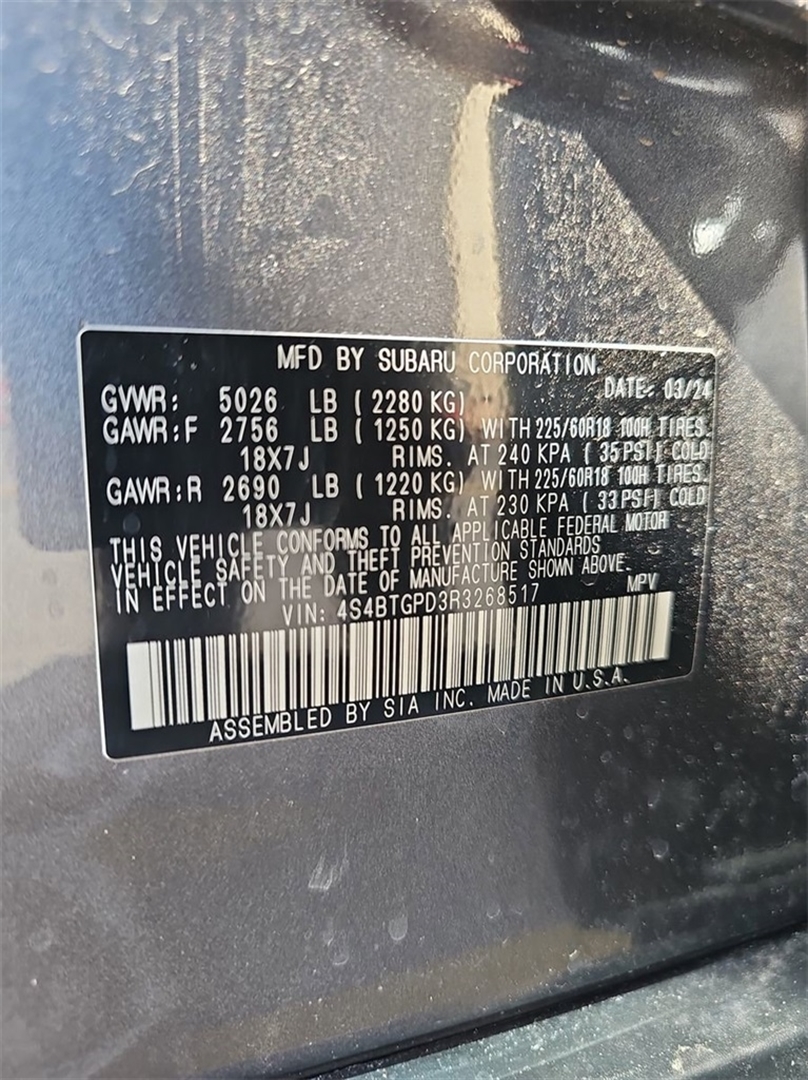 MFD BY SUBARU CORPORATION
DATE: 03/24
GVWR: 5026 LB ( 2280 KG)
GAWR:F 2756 LB ( 1250 KG) WITH 225/60R18 100H TIRES.
18X7J RIMS. AT 240 KPA ( 35 PSI) COLD
GAWR:R 2690 LB ( 1220 KG) WITH 225/60R18 100H TIRES.
18X7J RIMS. AT 230 KPA ( 33 PSI) COLD
THIS VEHICLE CONFORMS TO ALL APPLICABLE FEDERAL MOTOR
VEHICLE SAFETY AND THEFT PREVENTION STANDARDS
IN EFFECT ON THE DATE OF MANUFACTURE SHOWN ABOVE.
VIN: 4S4BTGPD3R3268517 MPV
ASSEMBLED BY SIA INC. MADE IN U.S.A.